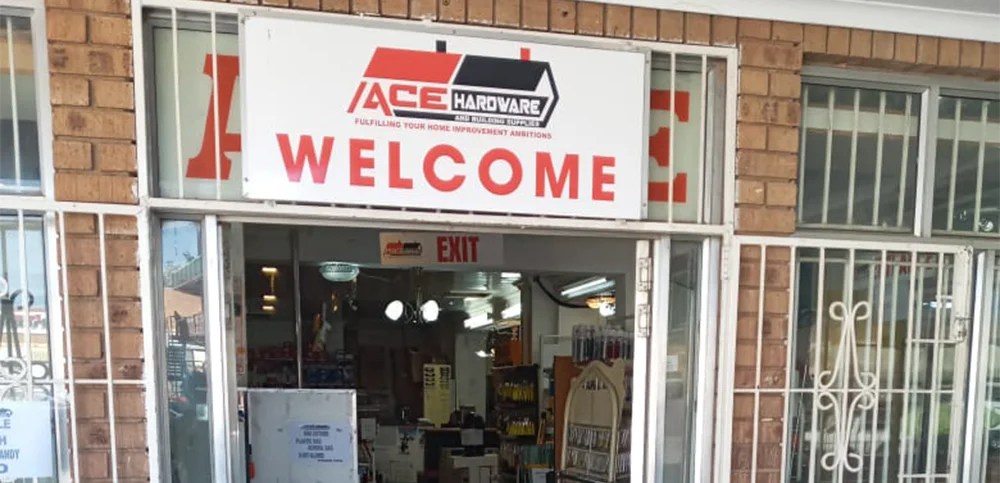 ACE HARDWARE
AND BUILDING SUPPLIES
FULFILLING YOUR HOME IMPROVEMENT AMBITIONS
WELCOME
A E
EXIT